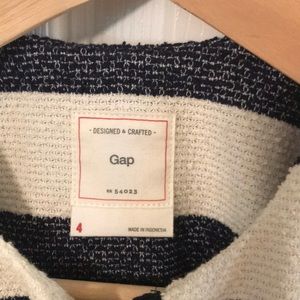 - DESIGNED & CRAFTED -
Gap
RN 54023
4
MADE IN INDONESIA